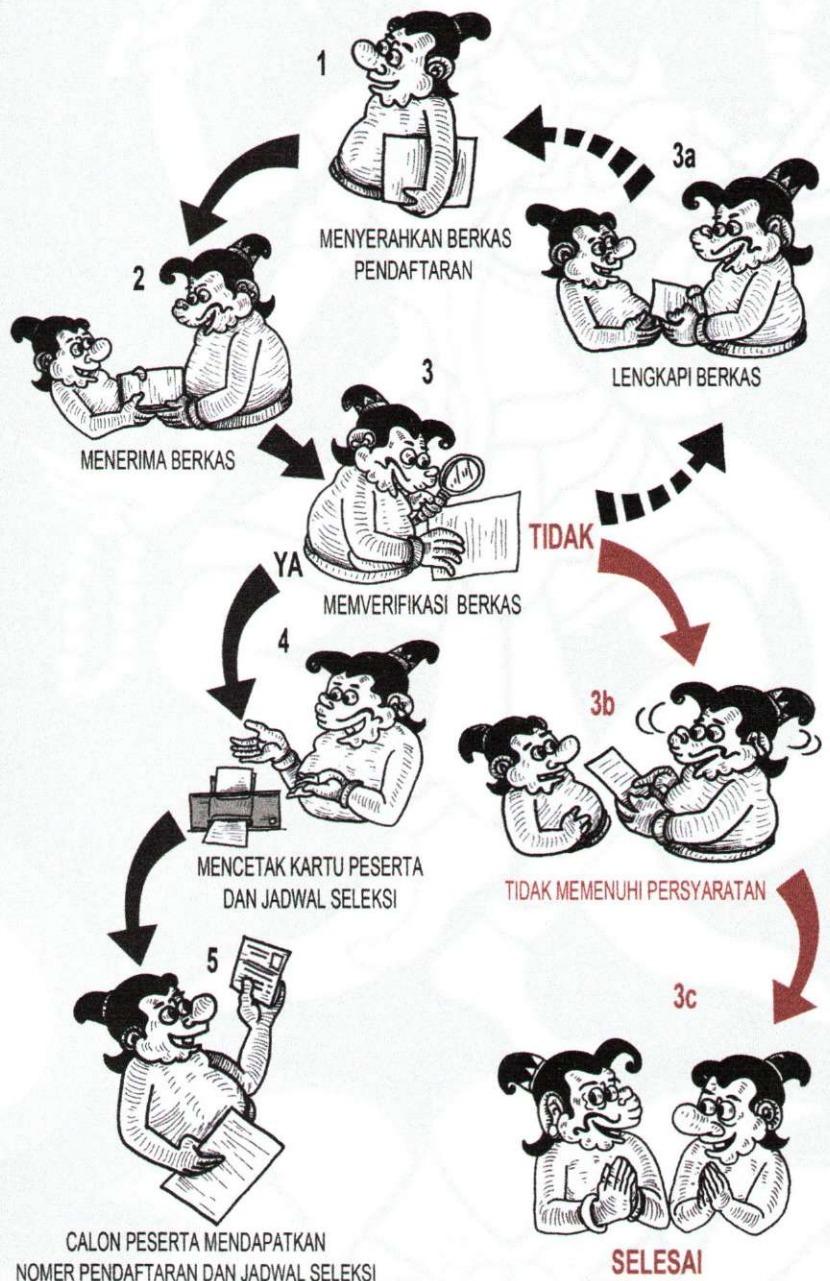 1
MENYERAHKAN BERKAS
PENDAFTARAN
2
MENERIMA BERKAS
3
MEMVERIFIKASI BERKAS
YA
TIDAK
3a
LENGKAPI BERKAS
4
MENCETAK KARTU PESERTA
DAN JADWAL SELEKSI
3b
TIDAK MEMENUHI PERSYARATAN
5
CALON PESERTA MENDAPATKAN
NOMER PENDAFTARAN DAN JADWAL SELEKSI
3c
SELESAI